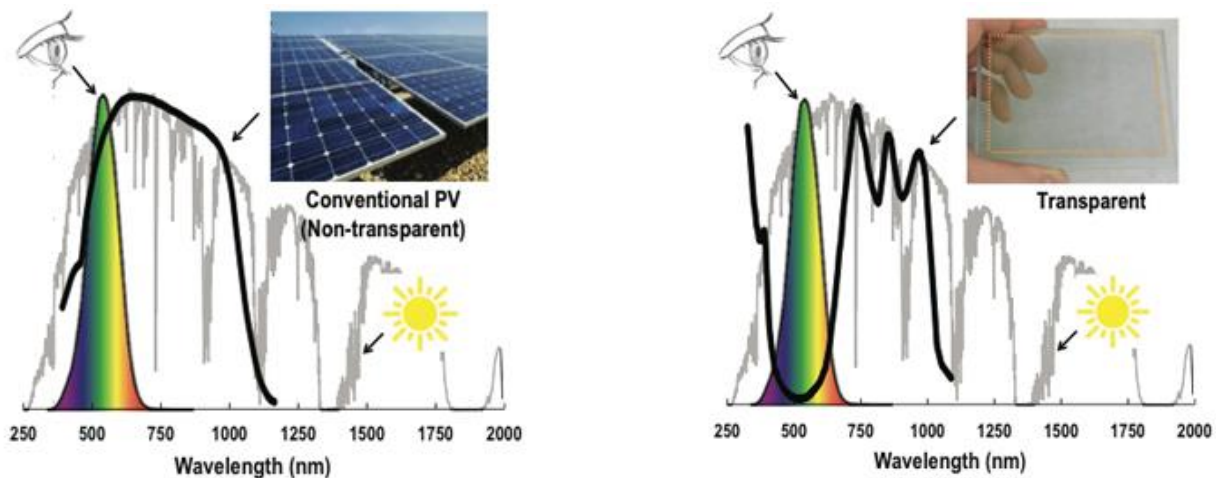 Conventional PV
(Non-transparent)
250 500 750 1000 1250 1500 1750 2000
Wavelength (nm)
Transparent
250 500 750 1000 1250 1500 1750 2000
Wavelength (nm)